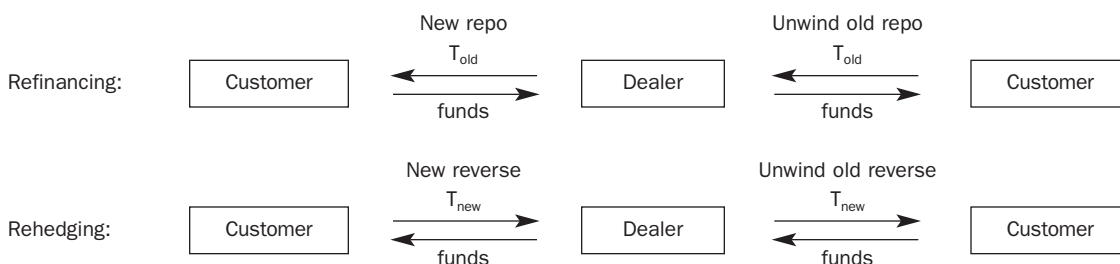 New repo
Unwind old repo
T_old
T_old
Refinancing:
Customer
Dealer
Customer
funds
funds
New reverse
Unwind old reverse
T_new
T_new
Rehedging:
Customer
Dealer
Customer
funds
funds